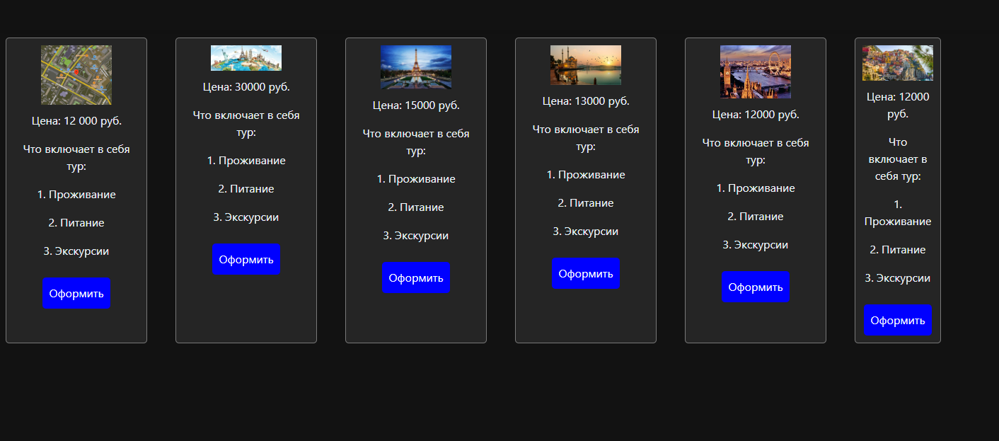 Цена: 12 000 руб.
Что включает в себя
тур:
1. Проживание
2. Питание
3. Экскурсии
Оформить
Цена: 30000 руб.
Что включает в себя
тур:
1. Проживание
2. Питание
3. Экскурсии
Оформить
Цена: 15000 руб.
Что включает в себя
тур:
1. Проживание
2. Питание
3. Экскурсии
Оформить
Цена: 13000 руб.
Что включает в себя
тур:
1. Проживание
2. Питание
3. Экскурсии
Оформить
Цена: 12000 руб.
Что включает в себя
тур:
1. Проживание
2. Питание
3. Экскурсии
Оформить
Цена: 12000
руб.
Что
включает в
себя тур:
1.
Проживание
2. Питание
3. Экскурсии
Оформить